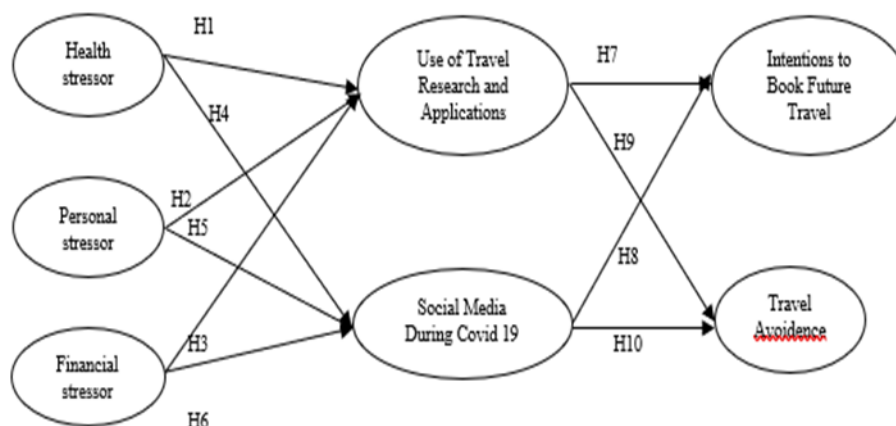 H1
Health
stressor
Use of Travel
Research and
Applications
H7
Intentions to
Book Future
Travel
H4
H9
H2
H5
Personal
stressor
H8
Social Media
During Covid 19
Travel
Avoidence
H3
H10
Financial
stressor
H6